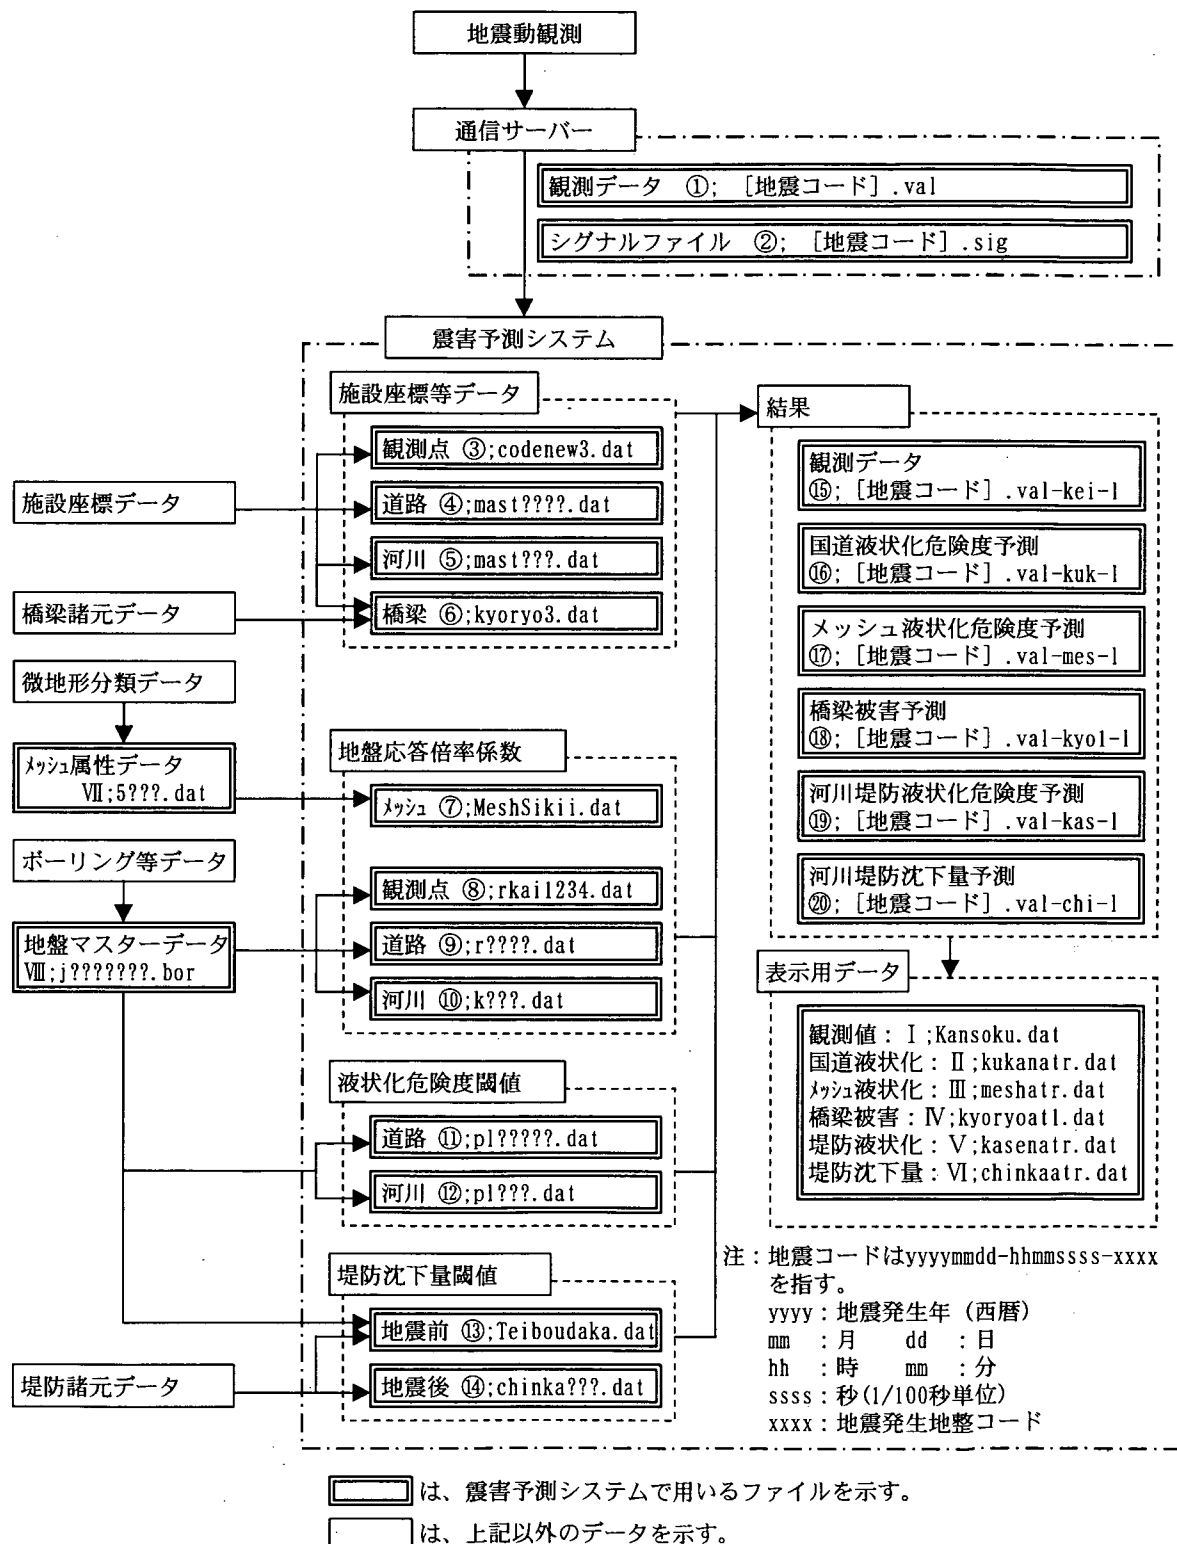 地震動観測
通信サーバー
観測データ ①; [地震コード].val
シグナルファイル ②; [地震コード].sig
震害予測システム
施設座標等データ
観測点 ③;codenew3.dat
道路 ④;mast????.dat
河川 ⑤;mast???.dat
橋梁 ⑥;kyoryo3.dat
施設座標データ
橋梁諸元データ
微地形分類データ
メッシュ属性データ
Ⅶ;5???.dat
ボーリング等データ
地盤マスターデータ
Ⅷ;j???????.bor
堤防諸元データ
地盤応答倍率係数
メッシュ ⑦;MeshSikii.dat
観測点 ⑧;rkai1234.dat
道路 ⑨;r????.dat
河川 ⑩;k???.dat
液状化危険度閾値
道路 ⑪;pl?????.dat
河川 ⑫;pl???.dat
堤防沈下量閾値
地震前 ⑬;Teiboudaka.dat
地震後 ⑭;chinka???.dat
結果
観測データ
⑮; [地震コード].val-kei-l
国道液状化危険度予測
⑯; [地震コード].val-kuk-l
メッシュ液状化危険度予測
⑰; [地震コード].val-mes-l
橋梁被害予測
⑱; [地震コード].val-kyol-l
河川堤防液状化危険度予測
⑲; [地震コード].val-kas-l
河川堤防沈下量予測
⑳; [地震コード].val-chi-l
表示用データ
観測値：Ⅰ;Kansoku.dat
国道液状化：Ⅱ;kukanatr.dat
メッシュ液状化：Ⅲ;meshatr.dat
橋梁被害：Ⅳ;kyoryoatl.dat
堤防液状化：Ⅴ;kasenatr.dat
堤防沈下量：Ⅵ;chinkaatr.dat
注：地震コードはyyyymmdd-hhmmssss-xxxx
を指す。
yyyy：地震発生年（西暦）
mm ：月 dd ：日
hh ：時 mm ：分
ssss：秒(1/100秒単位)
xxxx：地震発生地整コード
は、震害予測システムで用いるファイルを示す。
は、上記以外のデータを示す。